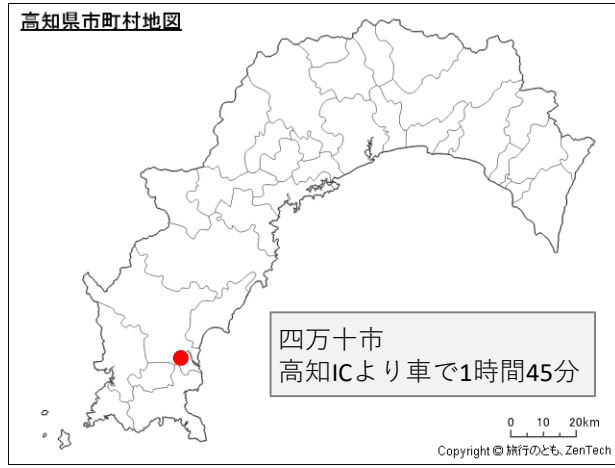 高知県市町村地図
四万十市
高知ICより車で1時間45分
0 10 20km
Copyright © 旅行のとも、ZenTech